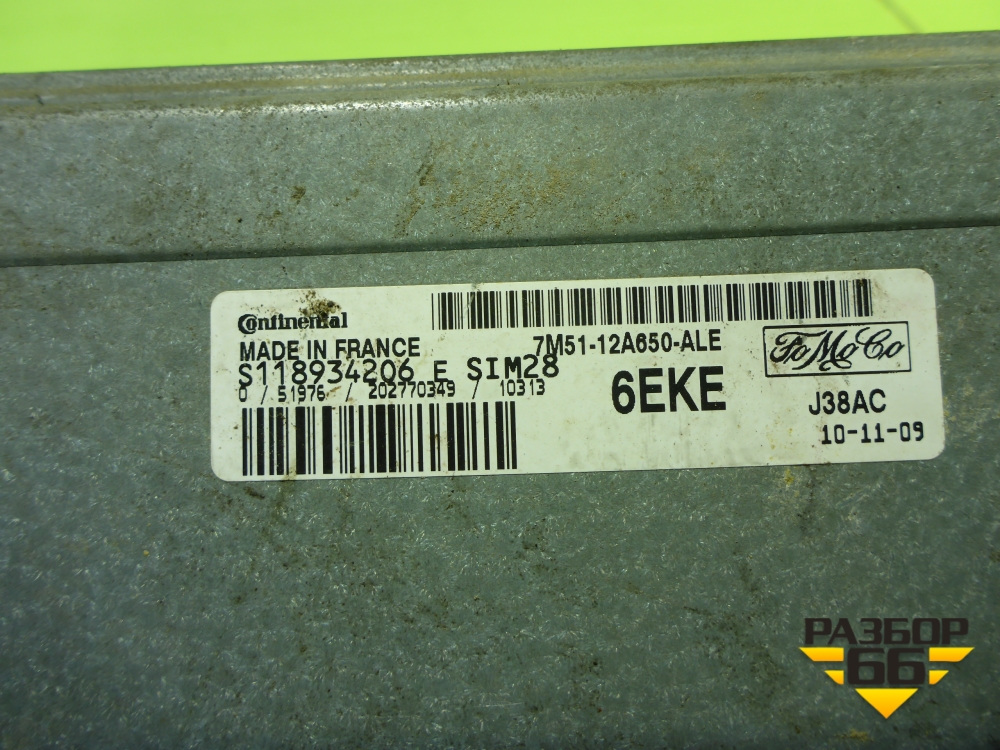 Continental
MADE IN FRANCE
7M51-12A650-ALE
FoMoCo
S118934206 E SIM28
0 / 51976 / 202770349 / 10313
6EKE
J38AC
10-11-09
РАЗБОР
66